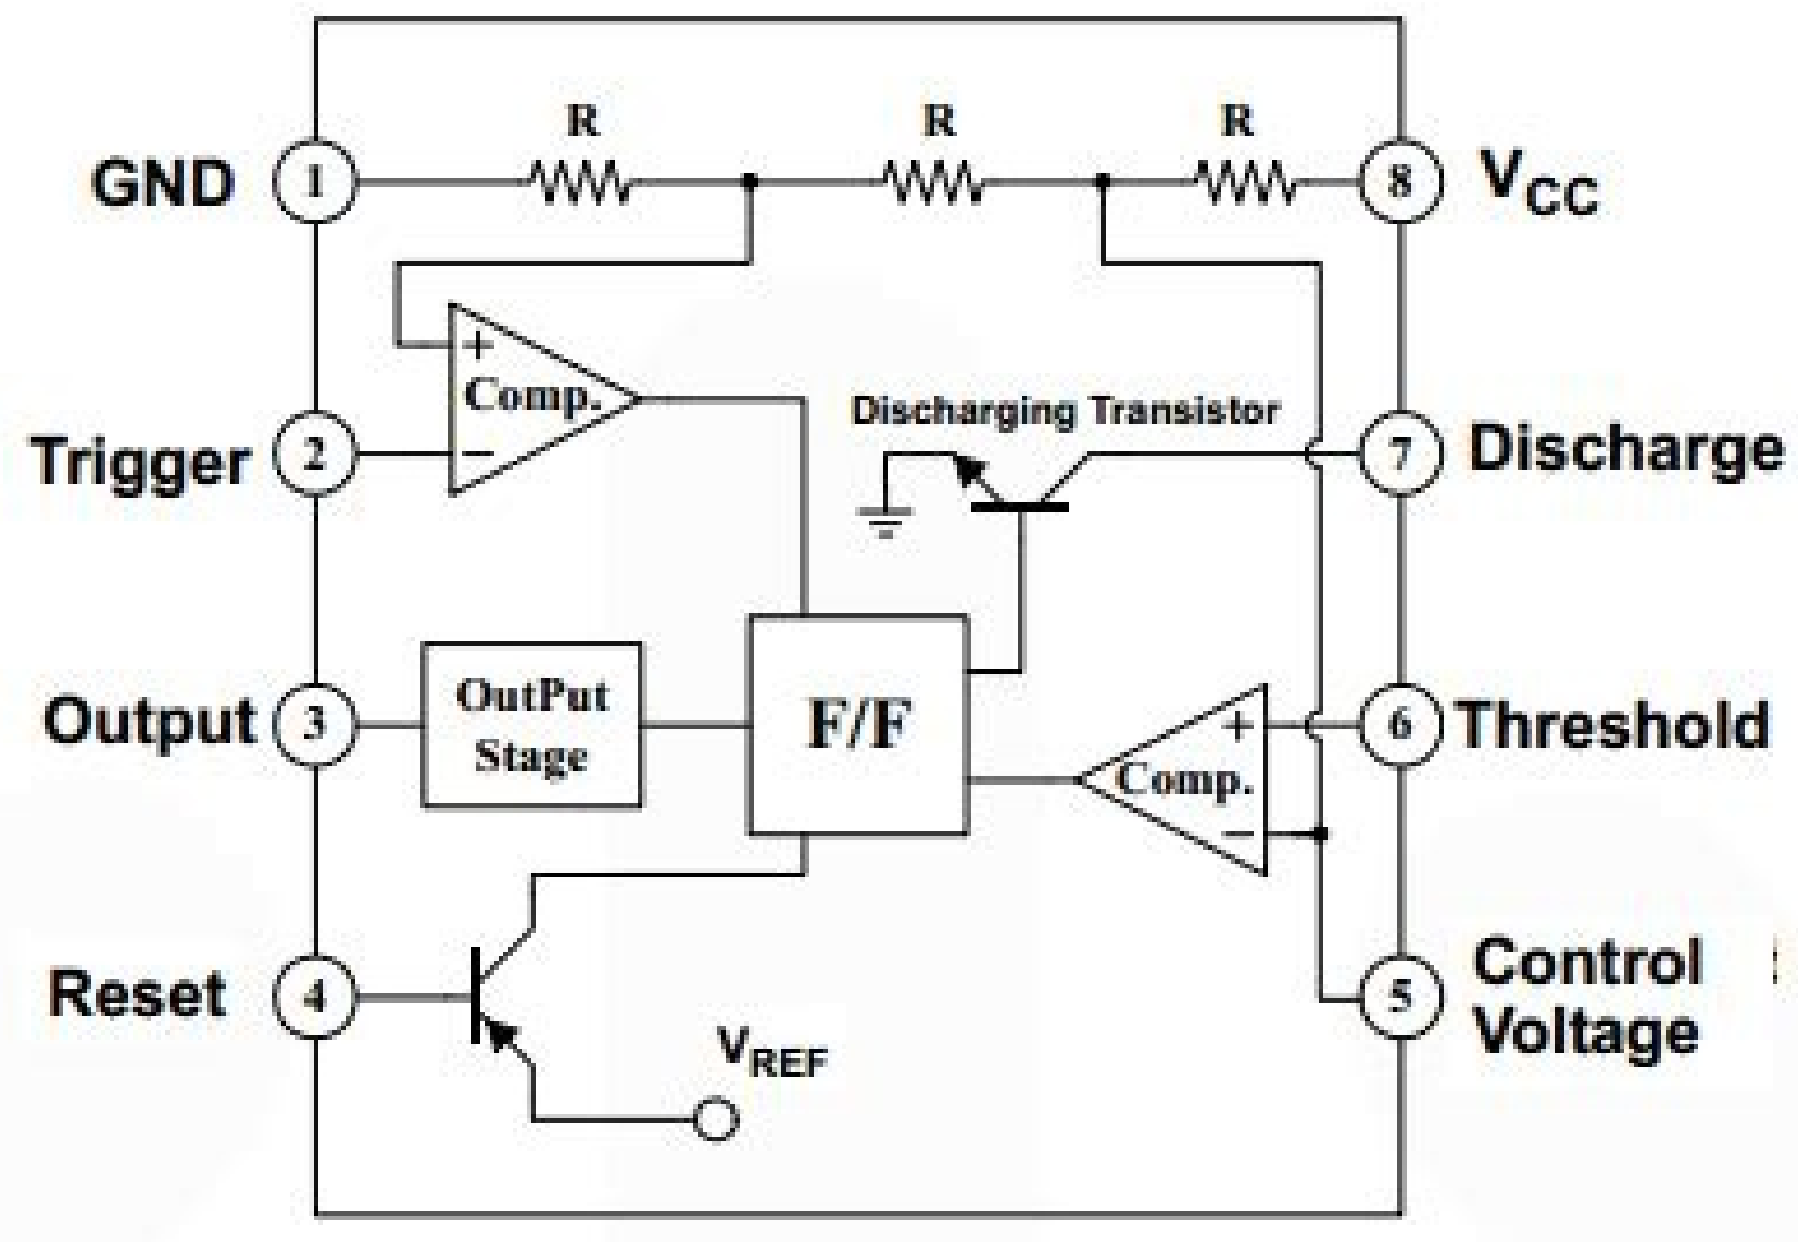 R R R
GND 1 8 VCC
+
Comp.
−
Trigger 2
Discharging Transistor
7 Discharge
Output 3
OutPut
Stage
F/F
+
Comp.
−
6 Threshold
Reset 4
VREF
5 Control
Voltage